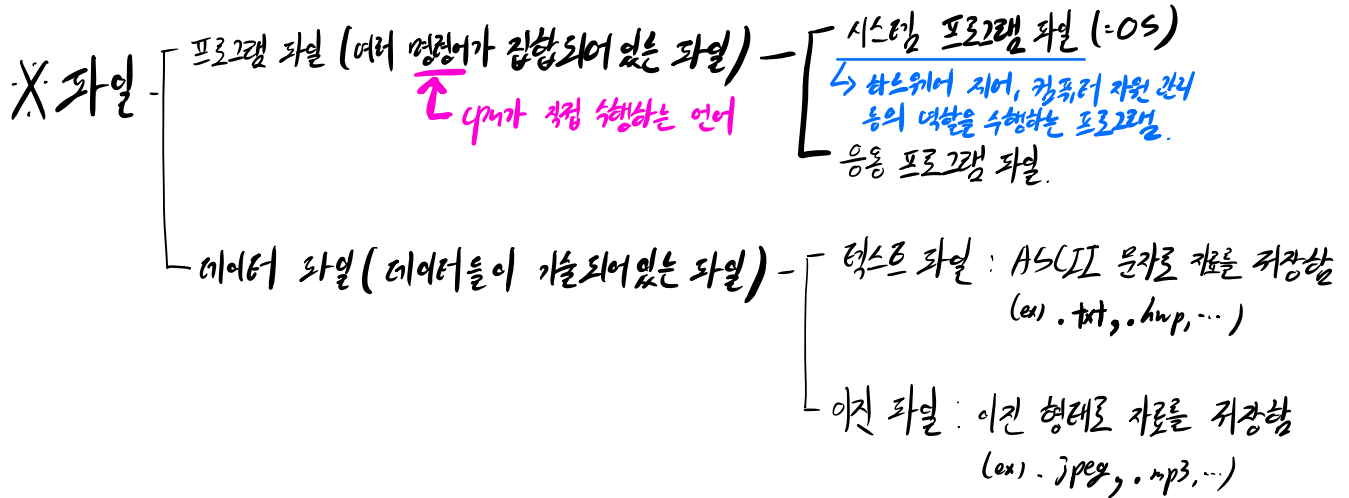 ※ 파일
프로그램 파일 (여러 명령어가 집합되어 있는 파일)
CPU가 직접 수행하는 언어
시스템 프로그램 파일 (=OS)
↳ 하드웨어 제어, 컴퓨터 자원 관리
등의 역할을 수행하는 프로그램.
응용 프로그램 파일.
데이터 파일 (데이터들이 기술되어 있는 파일)
텍스트 파일 : ASCII 문자로 자료를 저장함
(ex) .txt, .hwp, …)
이진 파일 : 이진 형태로 자료를 저장함
(ex) .jpeg, .mp3, …)